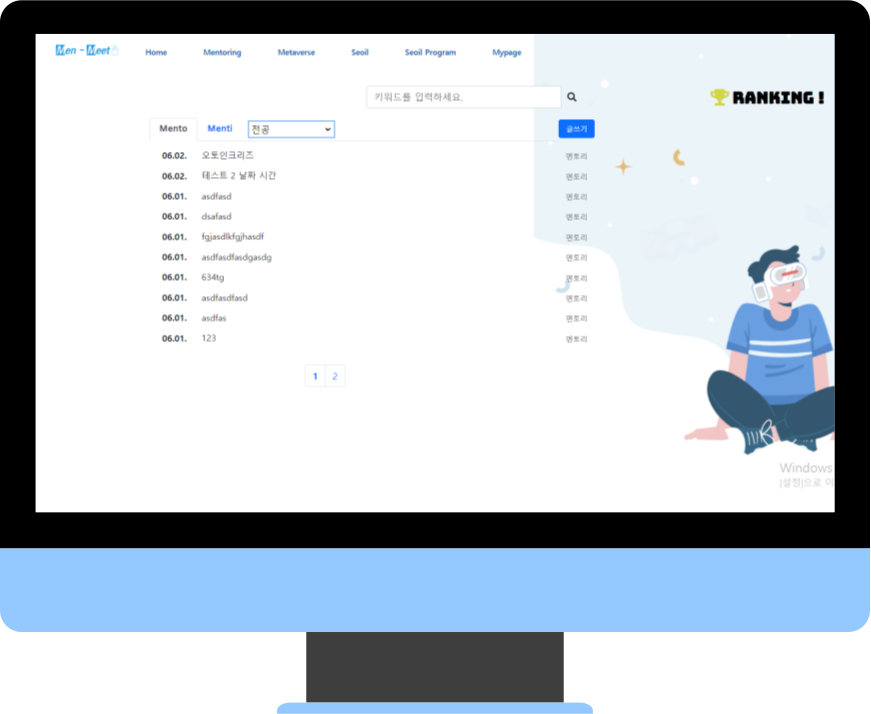 Men - Meet Home Mentoring Metaverse Seoil Seoil Program Mypage
키워드를 입력하세요.
RANKING !
Mento Menti 전공 글쓰기
06.02. 오토인크리즈 멘토리
06.02. 테스트 2 날짜 시간 멘토리
06.01. asdfasd 멘토리
06.01. dsafasd 멘토리
06.01. fgjasdlkfgjhasdf 멘토리
06.01. asdfasdfasdgasdg 멘토리
06.01. 634tg 멘토리
06.01. asdfasdfasd 멘토리
06.01. asdfas 멘토리
06.01. 123 멘토리
1 2
Windows
[설정]으로 이